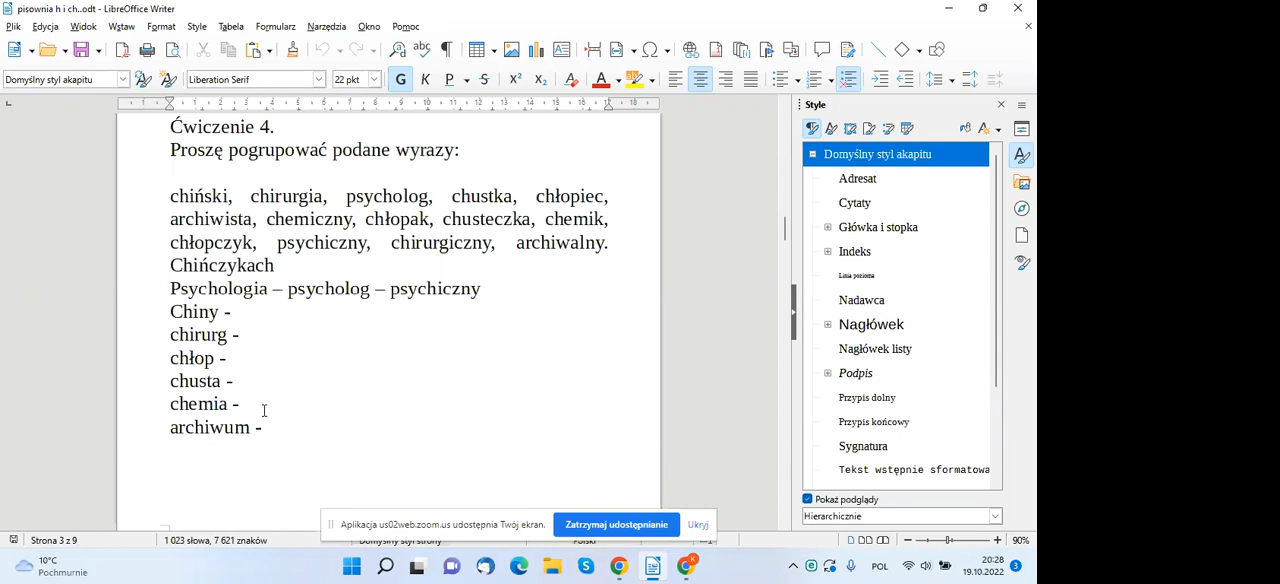 pisownia h i ch..odt - LibreOffice Writer
Plik Edycja Widok Wstaw Format Style Tabela Formularz Narzędzia Okno Pomoc
Domyślny styl akapitu Liberation Serif 22 pkt G K P S X² X₂
Ćwiczenie 4.
Proszę pogrupować podane wyrazy:
chiński, chirurgia, psycholog, chustka, chłopiec,
archiwista, chemiczny, chłopak, chusteczka, chemik,
chłopczyk, psychiczny, chirurgiczny, archiwalny.
Chińczykach
Psychologia – psycholog – psychiczny
Chiny -
chirurg -
chłop -
chusta -
chemia -
archiwum -
Style
Domyślny styl akapitu
Adresat
Cytaty
Główka i stopka
Indeks
Linia pozioma
Nadawca
Nagłówek
Nagłówek listy
Podpis
Przypis dolny
Przypis końcowy
Sygnatura
Tekst wstępnie sformatowa
Pokaż podglądy
Hierarchicznie
Aplikacja us02web.zoom.us udostępnia Twój ekran. Zatrzymaj udostępnianie Ukryj
Strona 3 z 9 1 023 słowa, 7 621 znaków 90%
10°C
Pochmurnie
POL
20:28
19.10.2022
3